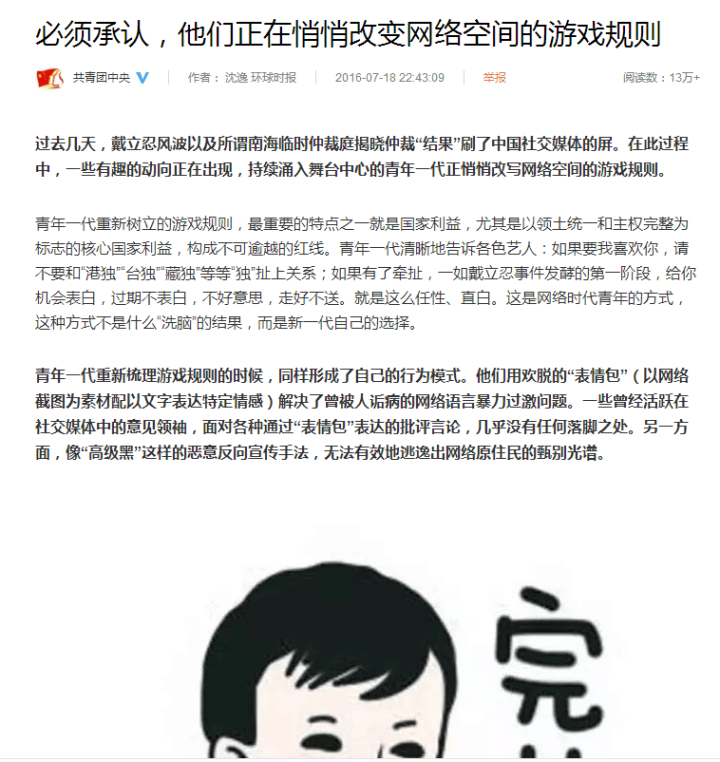 必须承认，他们正在悄悄改变网络空间的游戏规则
共青团中央 作者： 沈逸 环球时报 2016-07-18 22:43:09 举报 阅读数：13万+
过去几天，戴立忍风波以及所谓南海临时仲裁庭揭晓仲裁“结果”刷了中国社交媒体的屏。在此过程
中，一些有趣的动向正在出现，持续涌入舞台中心的青年一代正悄悄改写网络空间的游戏规则。
青年一代重新树立的游戏规则，最重要的特点之一就是国家利益，尤其是以领土统一和主权完整为
标志的核心国家利益，构成不可逾越的红线。青年一代清晰地告诉各色艺人：如果要我喜欢你，请
不要和“港独”“台独”“藏独”等等“独”扯上关系；如果有了牵扯，一如戴立忍事件发酵的第一阶段，给你
机会表白，过期不表白，不好意思，走好不送。就是这么任性、直白。这是网络时代青年的方式，
这种方式不是什么“洗脑”的结果，而是新一代自己的选择。
青年一代重新梳理游戏规则的时候，同样形成了自己的行为模式。他们用欢脱的“表情包”（以网络
截图为素材配以文字表达特定情感）解决了曾被人诟病的网络语言暴力过激问题。一些曾经活跃在
社交媒体中的意见领袖，面对各种通过“表情包”表达的批评言论，几乎没有任何落脚之处。另一方
面，像“高级黑”这样的恶意反向宣传手法，无法有效地逃逸出网络原住民的甄别光谱。
完